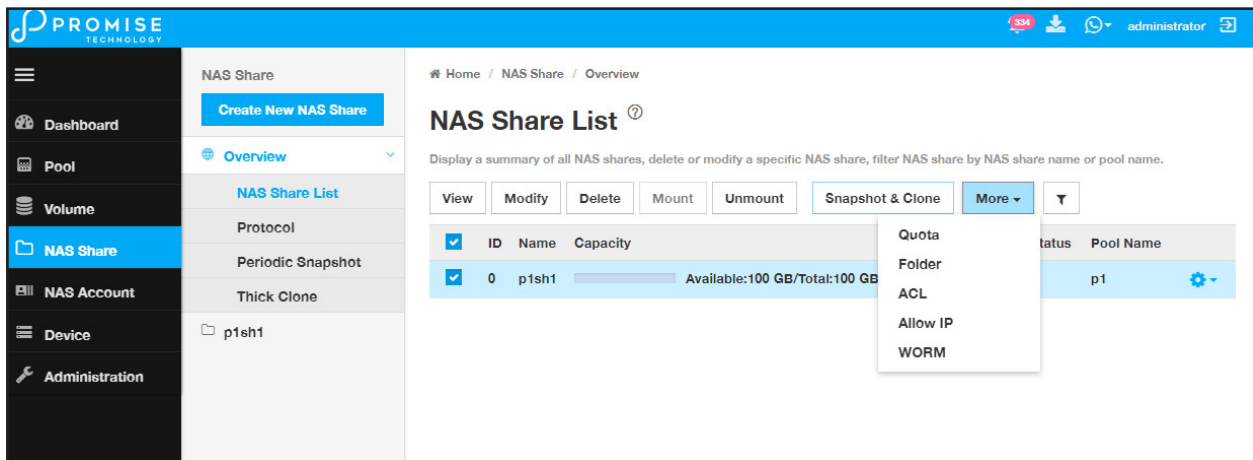 PROMISE
TECHNOLOGY
334
administrator
Dashboard
Pool
Volume
NAS Share
NAS Account
Device
Administration
NAS Share
Create New NAS Share
Overview
NAS Share List
Protocol
Periodic Snapshot
Thick Clone
p1sh1
Home / NAS Share / Overview
NAS Share List ?
Display a summary of all NAS shares, delete or modify a specific NAS share, filter NAS share by NAS share name or pool name.
View Modify Delete Mount Unmount Snapshot & Clone More
Quota
Folder
ACL
Allow IP
WORM
ID Name Capacity tatus Pool Name
0 p1sh1 Available:100 GB/Total:100 GB p1